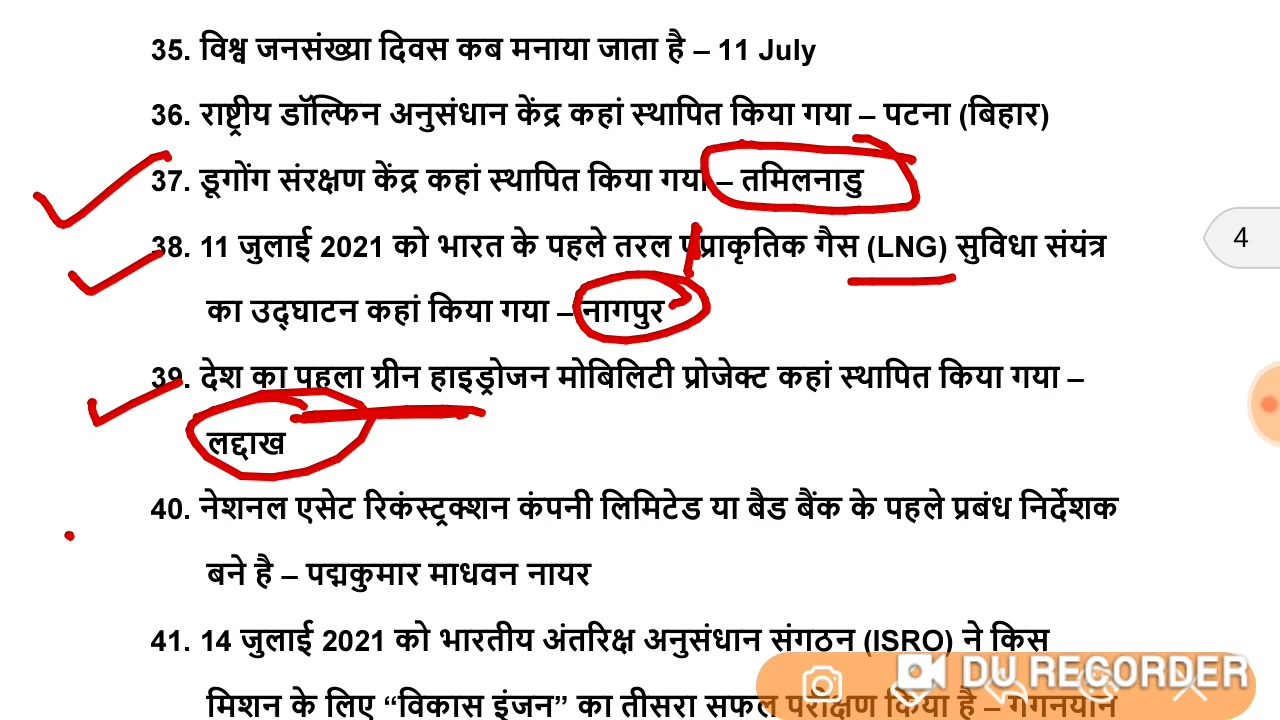 35. विश्व जनसंख्या दिवस कब मनाया जाता है – 11 July
36. राष्ट्रीय डॉल्फिन अनुसंधान केंद्र कहां स्थापित किया गया – पटना (बिहार)
37. डूगोंग संरक्षण केंद्र कहां स्थापित किया गया – तमिलनाडु
38. 11 जुलाई 2021 को भारत के पहले तरल प्राकृतिक गैस (LNG) सुविधा संयंत्र
का उद्घाटन कहां किया गया – नागपुर
4
39. देश का पहला ग्रीन हाइड्रोजन मोबिलिटी प्रोजेक्ट कहां स्थापित किया गया –
लद्दाख
40. नेशनल एसेट रिकंस्ट्रक्शन कंपनी लिमिटेड या बैड बैंक के पहले प्रबंध निर्देशक
बने है – पद्मकुमार माधवन नायर
41. 14 जुलाई 2021 को भारतीय अंतरिक्ष अनुसंधान संगठन (ISRO) ने किस
मिशन के लिए “विकास इंजन” का तीसरा सफल परीक्षण किया है – गगनयान
DU RECORDER